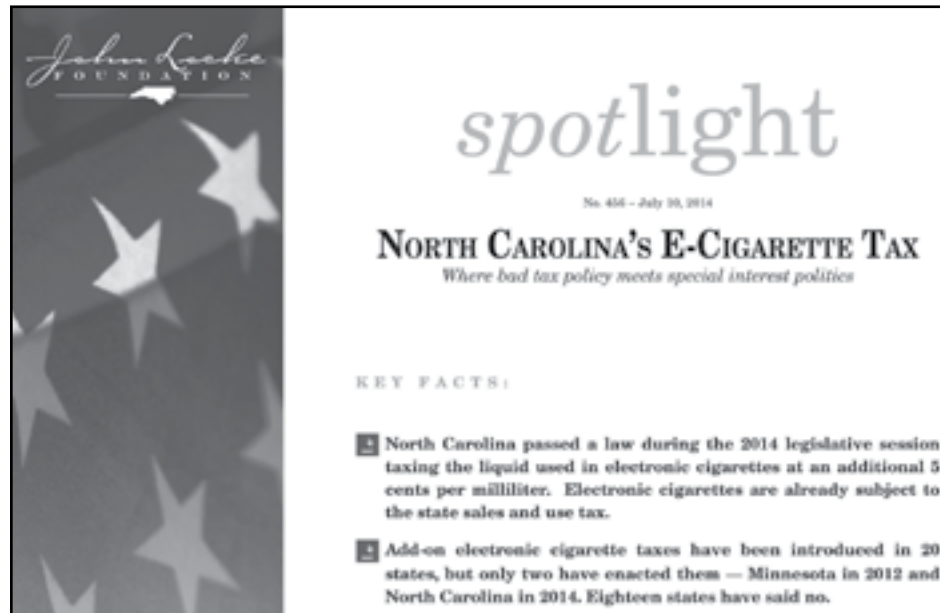 John Locke
FOUNDATION
spotlight
No. 456 – July 10, 2014
NORTH CAROLINA'S E-CIGARETTE TAX
Where bad tax policy meets special interest politics
KEY FACTS:
North Carolina passed a law during the 2014 legislative session
taxing the liquid used in electronic cigarettes at an additional 5
cents per milliliter. Electronic cigarettes are already subject to
the state sales and use tax.
Add-on electronic cigarette taxes have been introduced in 20
states, but only two have enacted them — Minnesota in 2012 and
North Carolina in 2014. Eighteen states have said no.